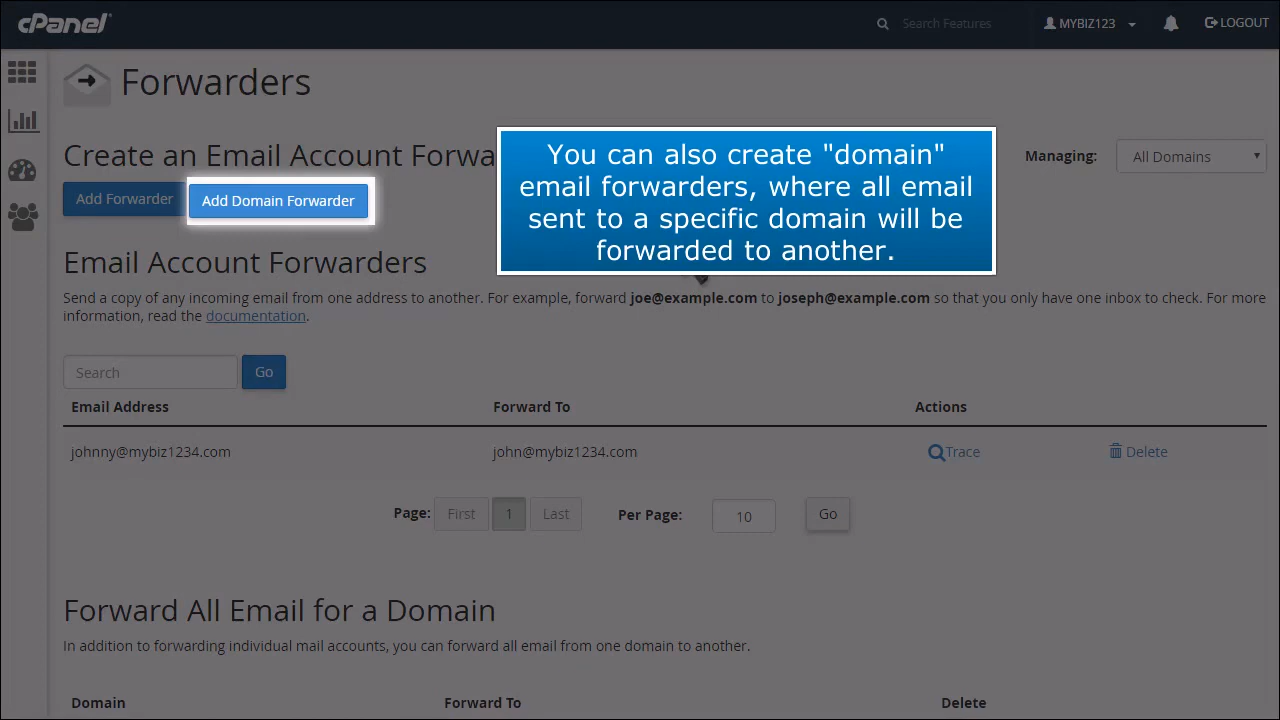 cPanel®
Search Features
MYBIZ123
LOGOUT
Forwarders
Create an Email Account Forwa
Managing:
All Domains
Add Forwarder
Add Domain Forwarder
You can also create "domain"
email forwarders, where all email
sent to a specific domain will be
forwarded to another.
Email Account Forwarders
Send a copy of any incoming email from one address to another. For example, forward joe@example.com to joseph@example.com so that you only have one inbox to check. For more
information, read the documentation.
Search
Go
Email Address Forward To Actions
johnny@mybiz1234.com john@mybiz1234.com Trace Delete
Page: First 1 Last Per Page: 10 Go
Forward All Email for a Domain
In addition to forwarding individual mail accounts, you can forward all email from one domain to another.
Domain Forward To Delete